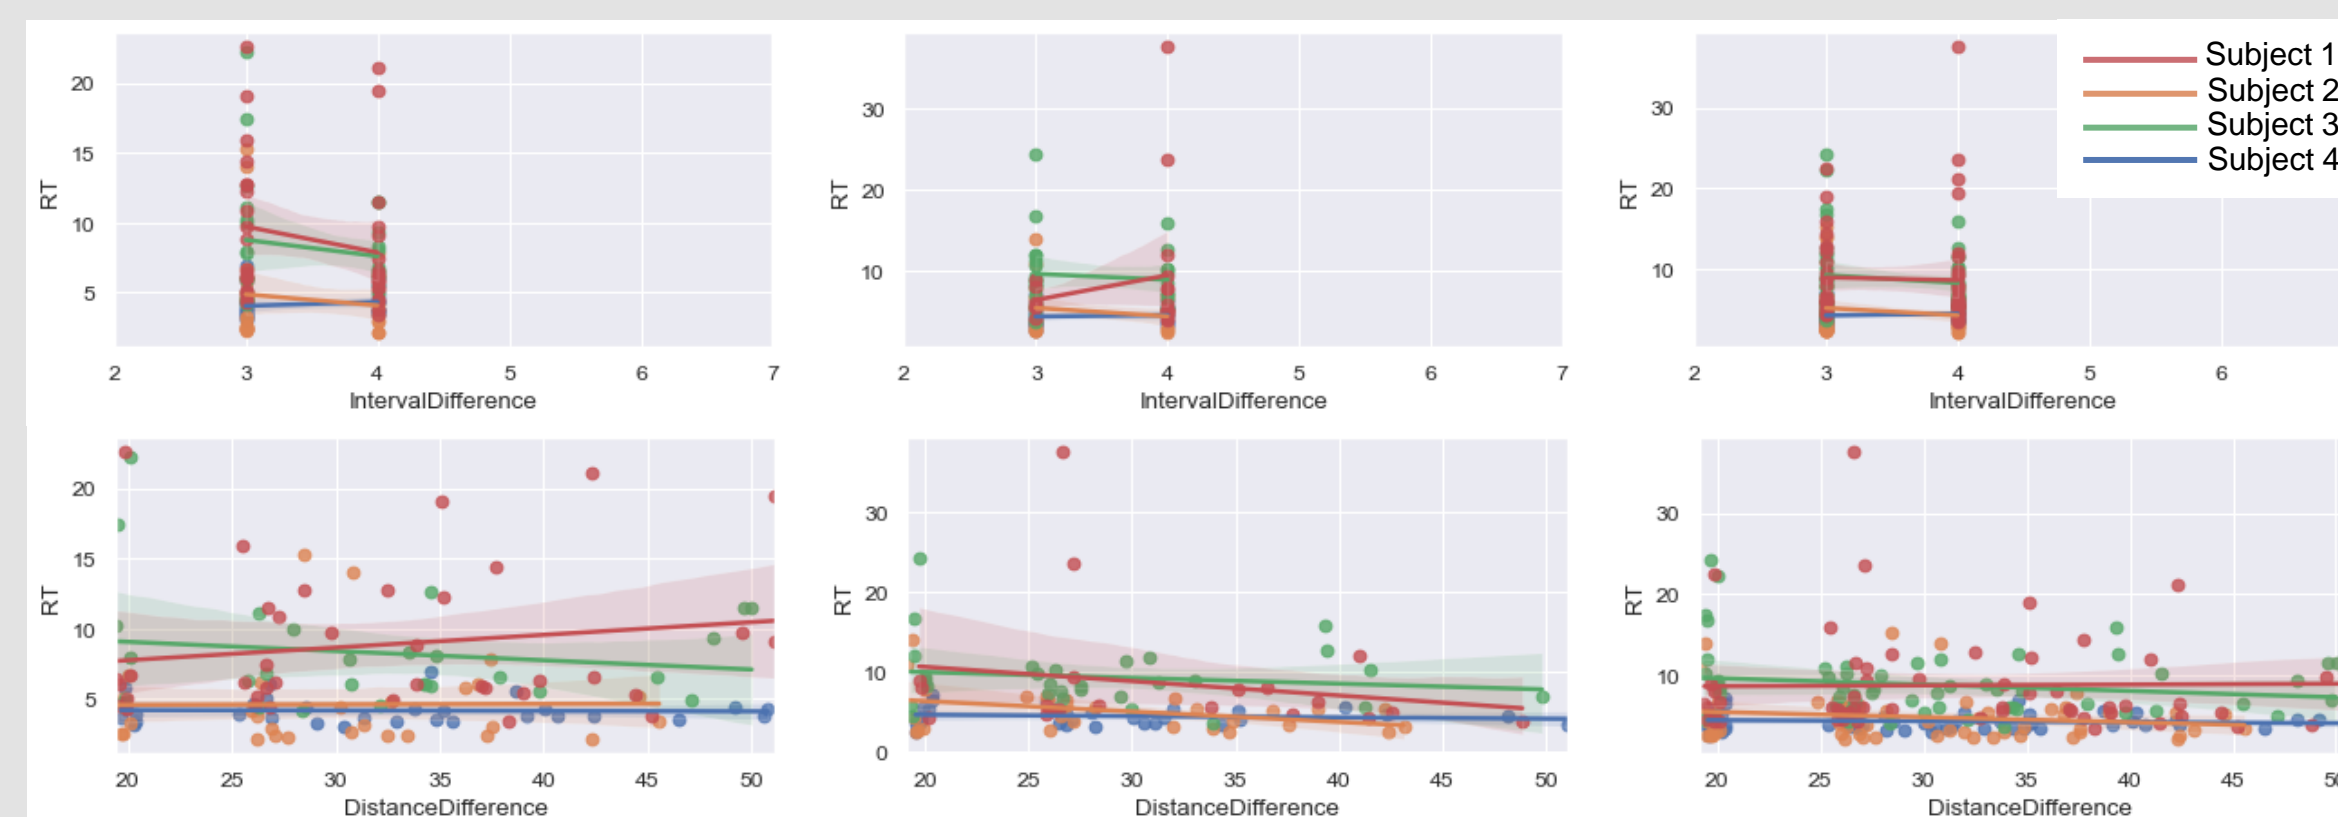 Subject 1
Subject 2
Subject 3
Subject 4
RT
20
15
10
5
2 3 4 5 6 7
IntervalDifference
RT
30
20
10
2 3 4 5 6 7
IntervalDifference
RT
30
20
10
2 3 4 5 6
IntervalDifference
RT
20
15
10
5
20 25 30 35 40 45 50
DistanceDifference
RT
30
20
10
0
20 25 30 35 40 45 50
DistanceDifference
RT
30
20
10
20 25 30 35 40 45
DistanceDifference